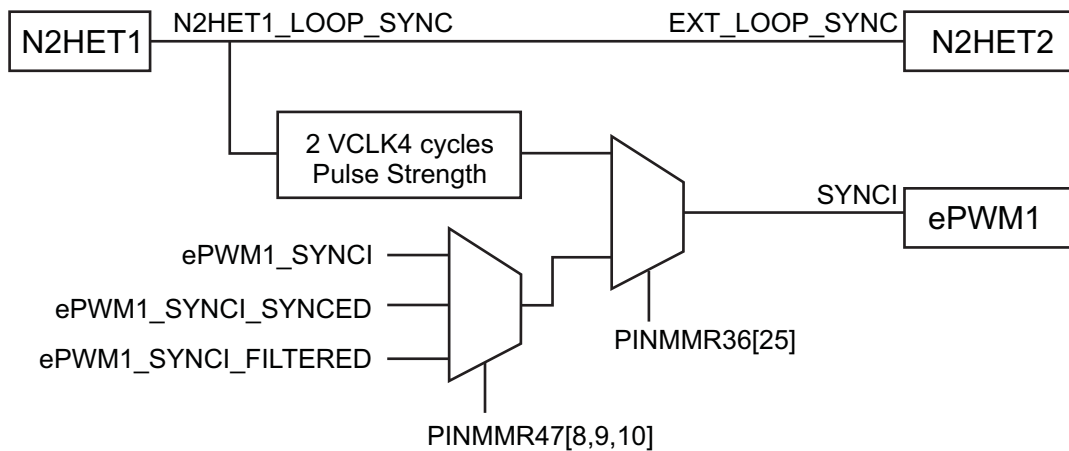 N2HET1
N2HET1_LOOP_SYNC
EXT_LOOP_SYNC
N2HET2
2 VCLK4 cycles
Pulse Strength
SYNCI
ePWM1
ePWM1_SYNCI
ePWM1_SYNCI_SYNCED
ePWM1_SYNCI_FILTERED
PINMMR36[25]
PINMMR47[8,9,10]